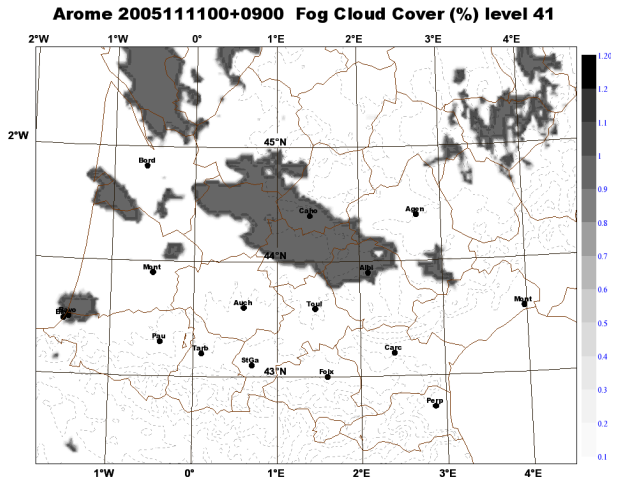 Arome 2005111100+0900 Fog Cloud Cover (%) level 41
2°W 1°W 0° 1°E 2°E 3°E 4°E
1.20
1.2
2°W
1.1
45°N
1
Bord
0.9
Caho
Agen
0.8
0.7
44°N
Mont
Albi
0.6
Auch
Toul
Mont
0.5
Pau
Tarb
Carc
0.4
StGa
43°N
Foix
0.3
Perp
0.2
0.1
1°W 0° 1°E 2°E 3°E 4°E